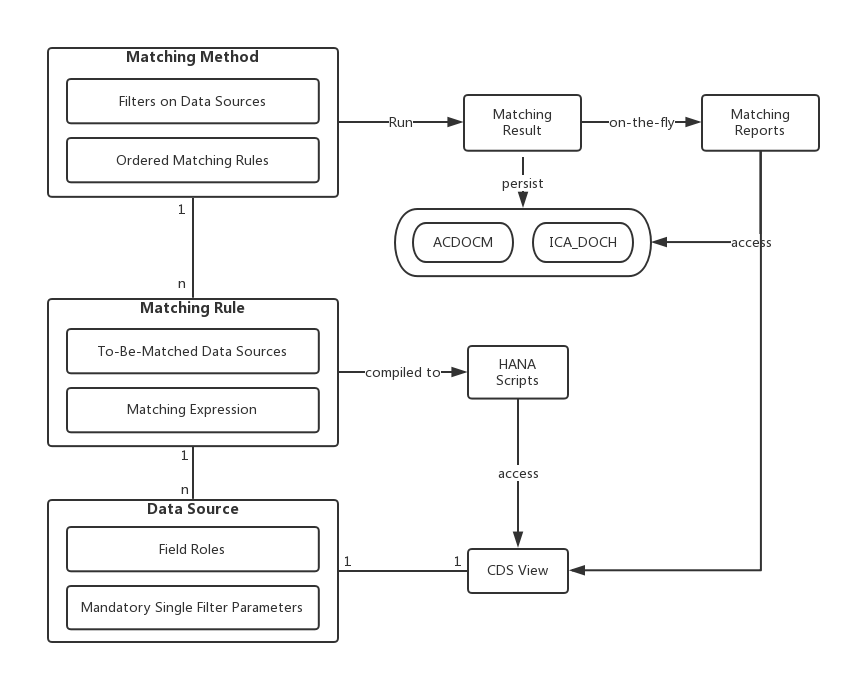 Matching Method
Filters on Data Sources
Ordered Matching Rules
Run
Matching
Result
on-the-fly
Matching
Reports
persist
ACDOCM
ICA_DOCH
access
1
n
Matching Rule
To-Be-Matched Data Sources
Matching Expression
compiled to
HANA
Scripts
access
1
n
Data Source
Field Roles
Mandatory Single Filter Parameters
1
1
CDS View